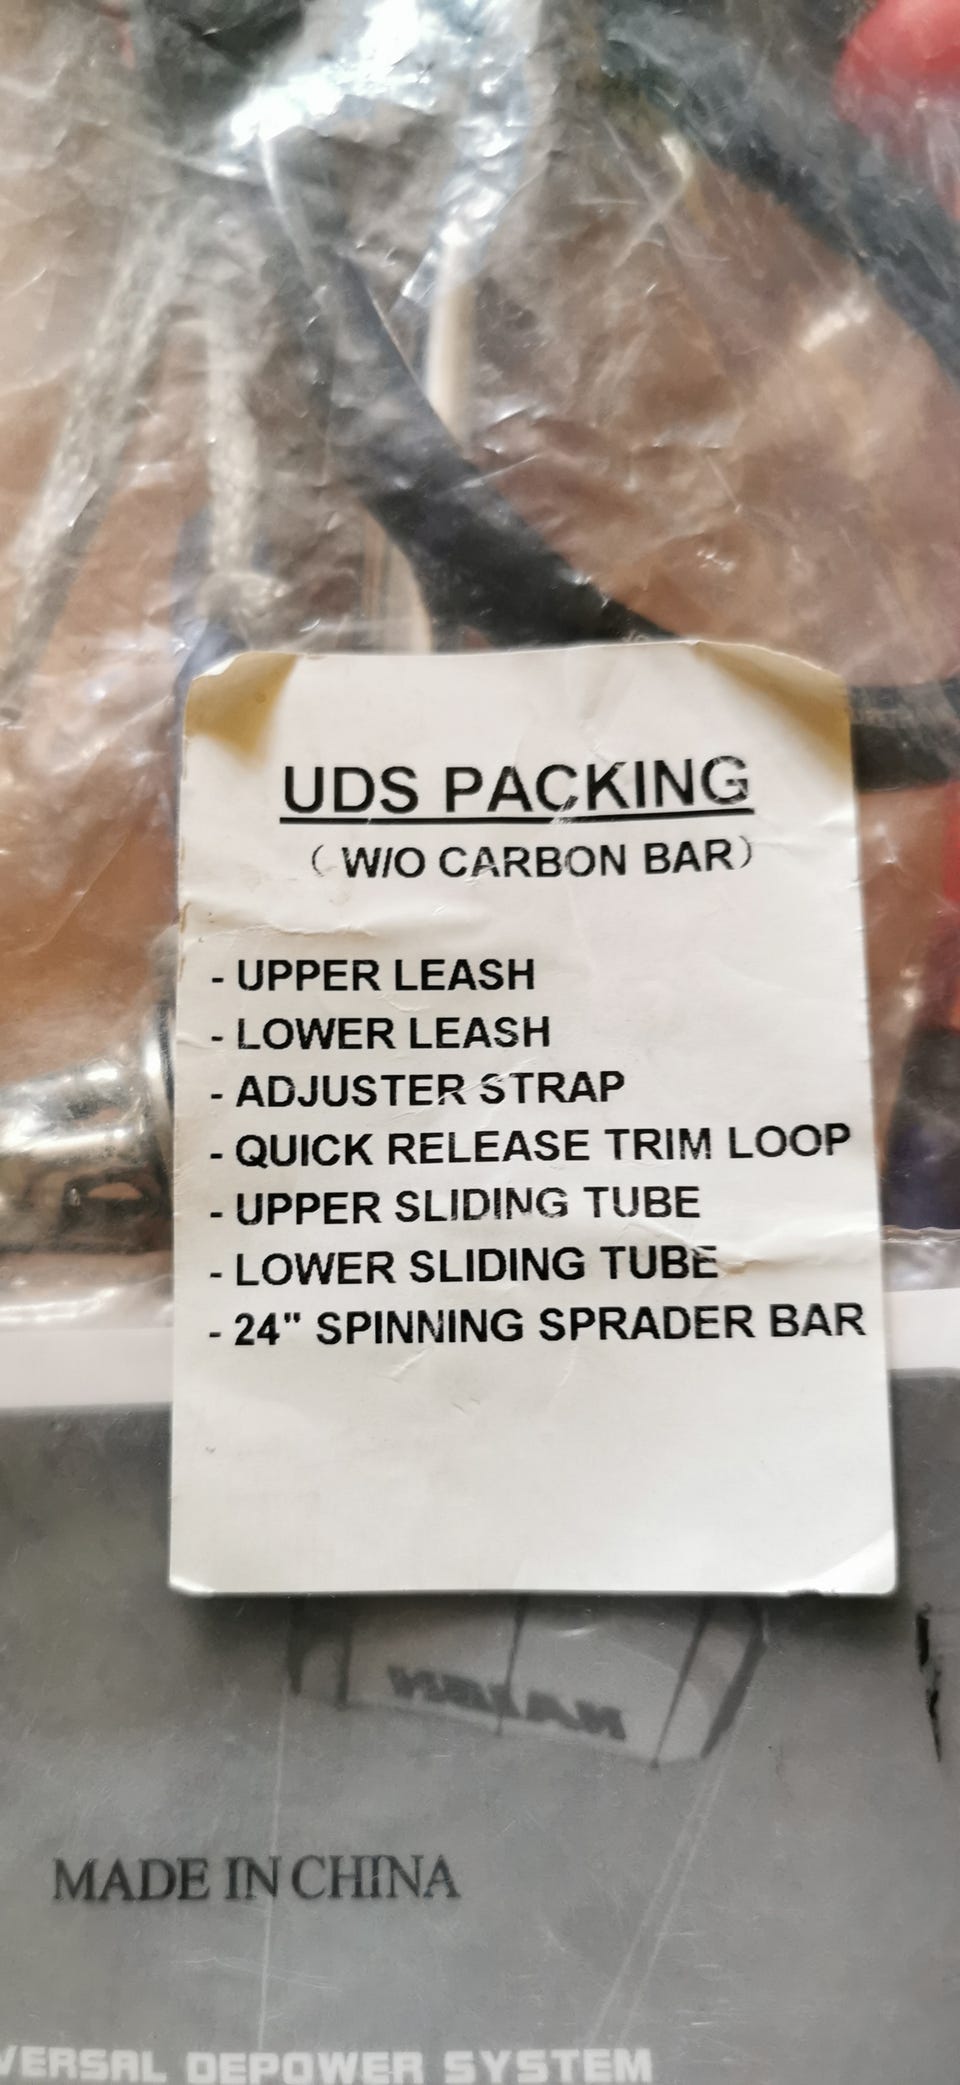 UDS PACKING
( W/O CARBON BAR)
- UPPER LEASH
- LOWER LEASH
- ADJUSTER STRAP
- QUICK RELEASE TRIM LOOP
- UPPER SLIDING TUBE
- LOWER SLIDING TUBE
- 24" SPINNING SPRADER BAR
MADE IN CHINA
VERSAL DEPOWER SYSTEM